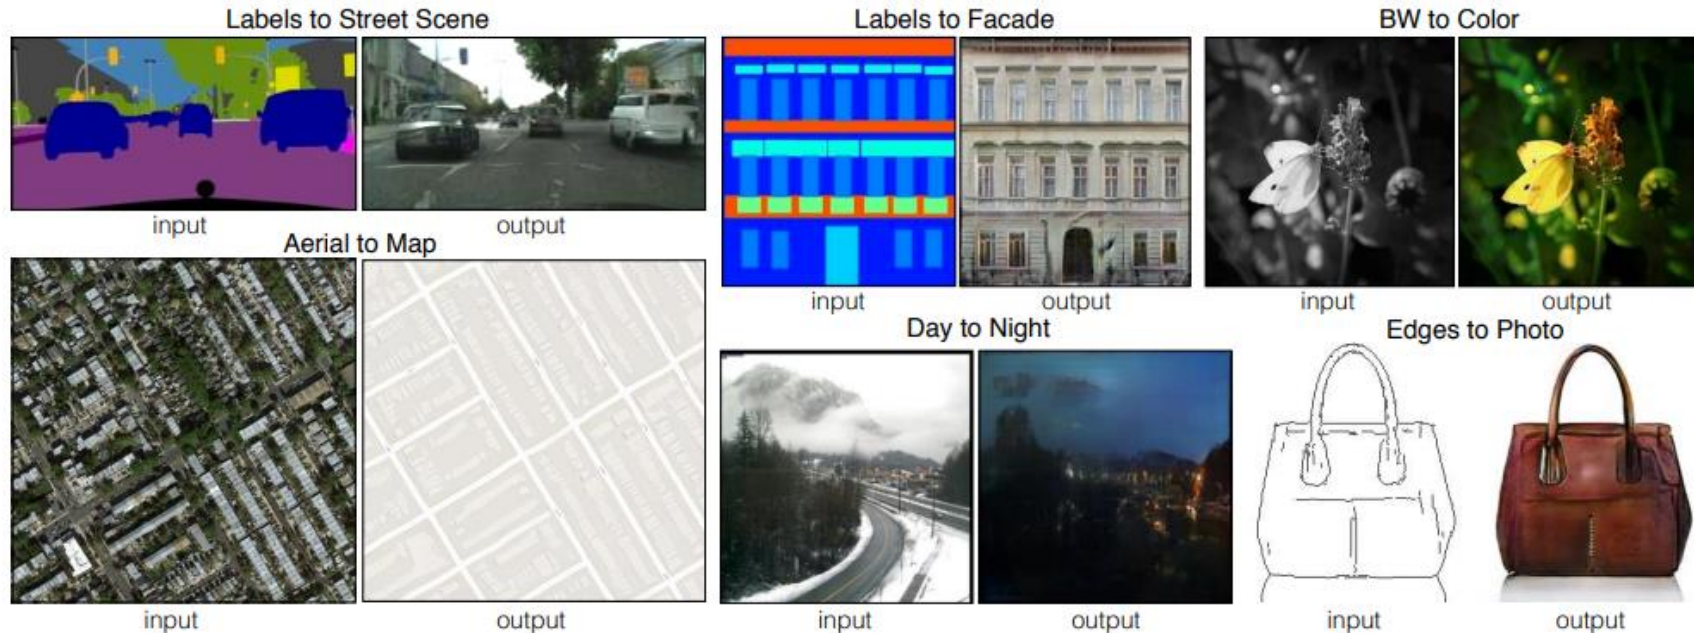 Labels to Street Scene
input
output
Aerial to Map
input
output
Labels to Facade
input
output
BW to Color
input
output
Day to Night
input
output
Edges to Photo
input
output